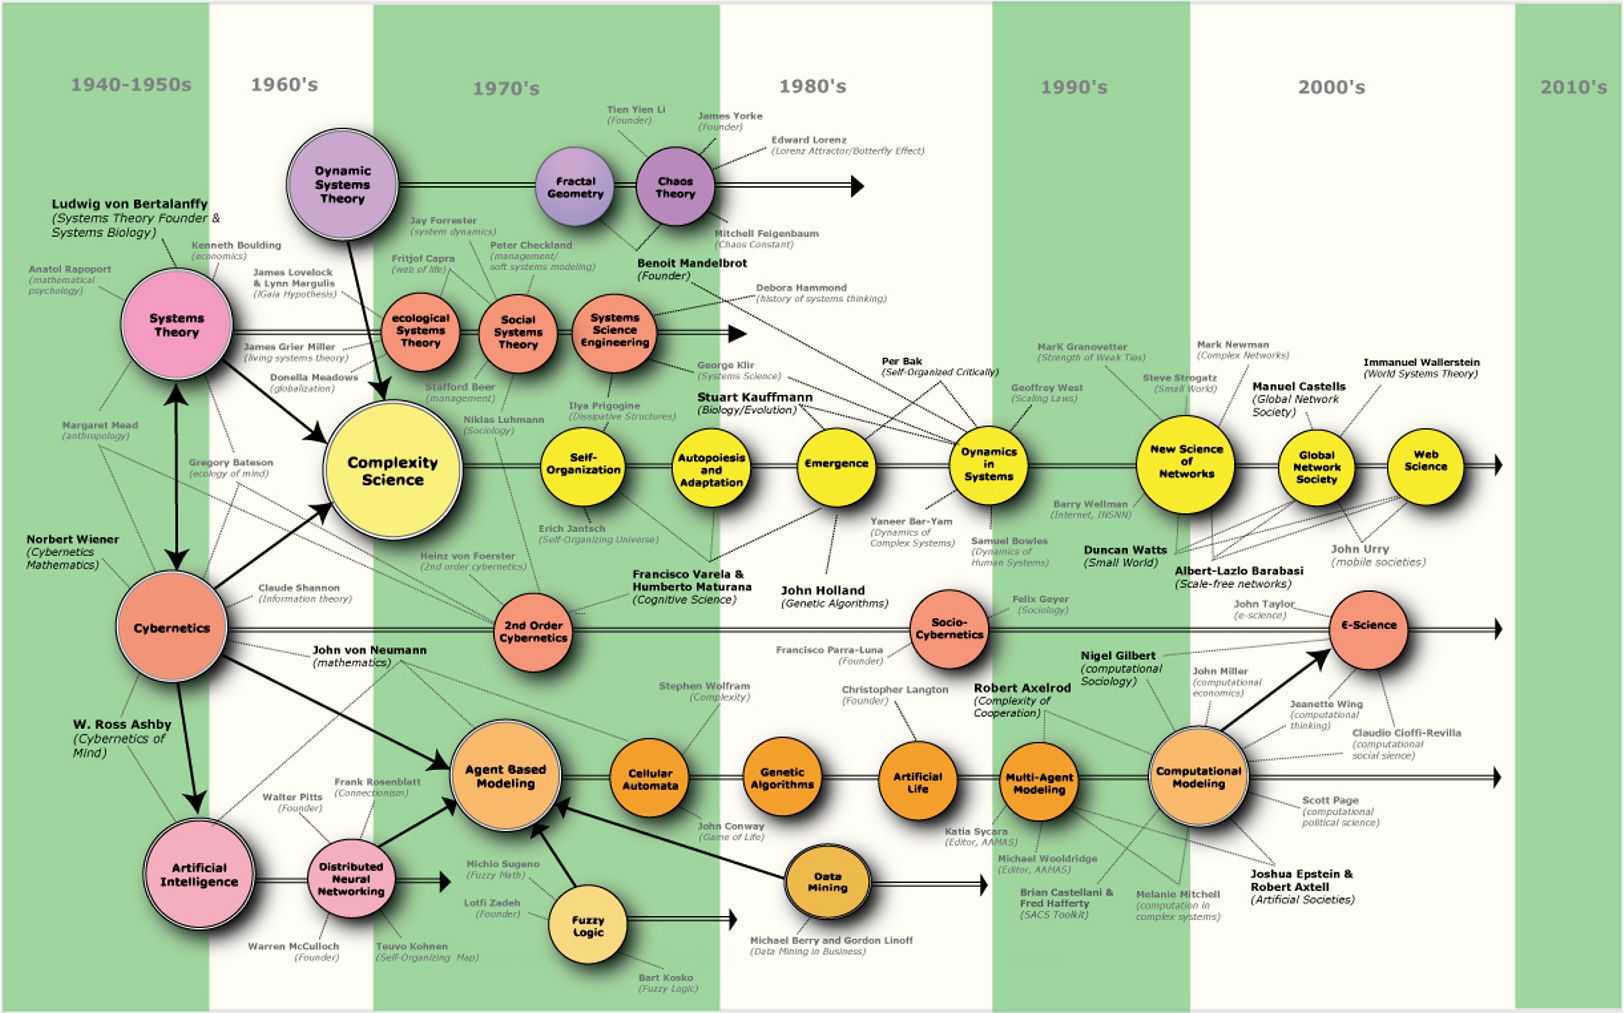 1940-1950s
1960's
1970's
1980's
1990's
2000's
2010's
Tien Yien Li
(Founder)
James Yorke
(Founder)
Edward Lorenz
(Lorenz Attractor/Butterfly Effect)
Dynamic
Systems
Theory
Fractal
Geometry
Chaos
Theory
Mitchell Feigenbaum
(Chaos Constant)
Benoit Mandelbrot
(Founder)
Ludwig von Bertalanffy
(Systems Theory Founder &
Systems Biology)
Kenneth Boulding
(economics)
Anatol Rapoport
(mathematical
psychology)
James Lovelock
& Lynn Margulis
(IGaia Hypothesis)
Jay Forrester
(system dynamics)
Fritjof Capra
(web of life)
Peter Checkland
(management/
soft systems modeling)
Debora Hammond
(history of systems thinking)
Systems
Theory
ecological
Systems
Theory
Social
Systems
Theory
Systems
Science
Engineering
James Grier Miller
(living systems theory)
Donella Meadows
(globalization)
Stafford Beer
(management)
Niklas Luhmann
(Sociology)
Ilya Prigogine
(Dissipative Structures)
George Klir
(Systems Science)
Stuart Kauffmann
(Biology/Evolution)
Per Bak
(Self-Organized Critically)
Geoffrey West
(Scaling Laws)
MarK Granovetter
(Strength of Weak Ties)
Mark Newman
(Complex Networks)
Steve Strogatz
(Small World)
Manuel Castells
(Global Network
Society)
Immanuel Wallerstein
(World Systems Theory)
Margaret Mead
(anthropology)
Gregory Bateson
(ecology of mind)
Complexity
Science
Self-
Organization
Autopoiesis
and
Adaptation
Emergence
Dynamics
in
Systems
New Science
of
Networks
Global
Network
Society
Web
Science
Erich Jantsch
(Self-Organizing Universe)
Heinz von Foerster
(2nd order cybernetics)
Francisco Varela &
Humberto Maturana
(Cognitive Science)
John Holland
(Genetic Algorithms)
Yaneer Bar-Yam
(Dynamics of
Complex Systems)
Samuel Bowles
(Dynamics of
Human Systems)
Barry Wellman
(Internet, INSNN)
Duncan Watts
(Small World)
Albert-Lazlo Barabasi
(Scale-free networks)
John Urry
(mobile societies)
Norbert Wiener
(Cybernetics
Mathematics)
Claude Shannon
(Information theory)
Cybernetics
2nd Order
Cybernetics
Socio-
Cybernetics
Felix Geyer
(Sociology)
Francisco Parra-Luna
(Founder)
John Taylor
(e-science)
E-Science
John von Neumann
(mathematics)
W. Ross Ashby
(Cybernetics of
Mind)
Stephen Wolfram
(Complexity)
Christopher Langton
(Founder)
Robert Axelrod
(Complexity of
Cooperation)
Nigel Gilbert
(computational
Sociology)
John Miller
(computational
economics)
Jeanette Wing
(computational
thinking)
Claudio Cioffi-Revilla
(computational
social sience)
Agent Based
Modeling
Cellular
Automata
Genetic
Algorithms
Artificial
Life
Multi-Agent
Modeling
Computational
Modeling
Frank Rosenblatt
(Connectionism)
Walter Pitts
(Founder)
John Conway
(Game of Life)
Katia Sycara
(Editor, AAMAS)
Michael Wooldridge
(Editor, AAMAS)
Brian Castellani &
Fred Hafferty
(SACS Toolkit)
Melanie Mitchell
(computation in
complex systems)
Scott Page
(computational
political science)
Joshua Epstein &
Robert Axtell
(Artificial Societies)
Artificial
Intelligence
Distributed
Neural
Networking
Michio Sugeno
(Fuzzy Math)
Lotfi Zadeh
(Founder)
Fuzzy
Logic
Data
Mining
Warren McCulloch
(Founder)
Teuvo Kohnen
(Self-Organizing Map)
Michael Berry and Gordon Linoff
(Data Mining in Business)
Bart Kosko
(Fuzzy Logic)